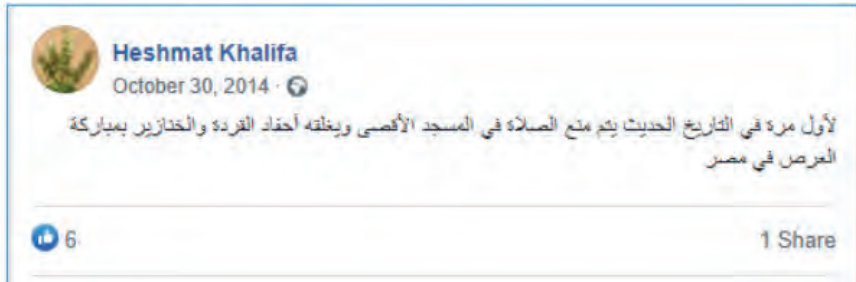 Heshmat Khalifa
October 30, 2014 ·
لأول مرة في التاريخ الحديث يتم منع الصلاة في المسجد الأقصى ويغلقه أحفاد القردة والخنازير بمباركة
العرص في مصر
6
1 Share